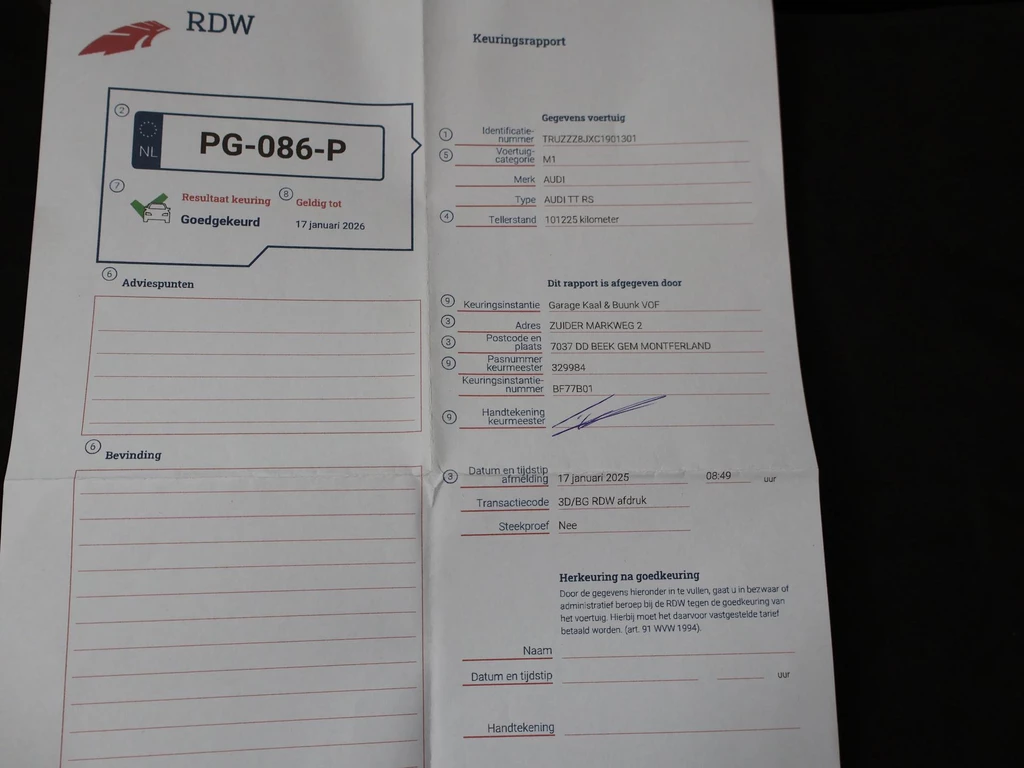 RDW
Keuringsrapport
2
NL
PG-086-P
7
Resultaat keuring
Goedgekeurd
8
Geldig tot
17 januari 2026
6
Adviespunten
6
Bevinding
Gegevens voertuig
1
Identificatie-
nummer TRUZZZ8JXC1901301
5
Voertuig-
categorie M1
Merk AUDI
Type AUDI TT RS
4 Tellerstand 101225 kilometer
Dit rapport is afgegeven door
9 Keuringsinstantie Garage Kaal & Buunk VOF
3 Adres ZUIDER MARKWEG 2
3 Postcode en
plaats 7037 DD BEEK GEM MONTFERLAND
9 Pasnummer
keurmeester 329984
Keuringsinstantie-
nummer BF77B01
9 Handtekening
keurmeester
3 Datum en tijdstip
afmelding 17 januari 2025 08:49 uur
Transactiecode 3D/BG RDW afdruk
Steekproef Nee
Herkeuring na goedkeuring
Door de gegevens hieronder in te vullen, gaat u in bezwaar of
administratief beroep bij de RDW tegen de goedkeuring van
het voertuig. Hierbij moet het daarvoor vastgestelde tarief
betaald worden. (art. 91 WVW 1994).
Naam
Datum en tijdstip uur
Handtekening